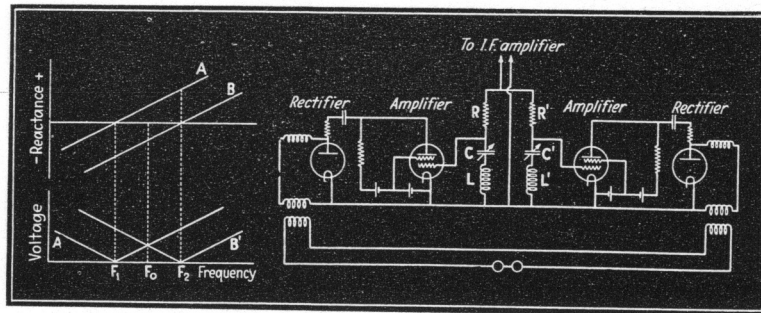 -Reactance +
A
B
Voltage
A
B'
F₁
F₀
F₂
Frequency
To I.F. amplifier
Rectifier
Amplifier
R
R'
Amplifier
Rectifier
C
C'
L
L'